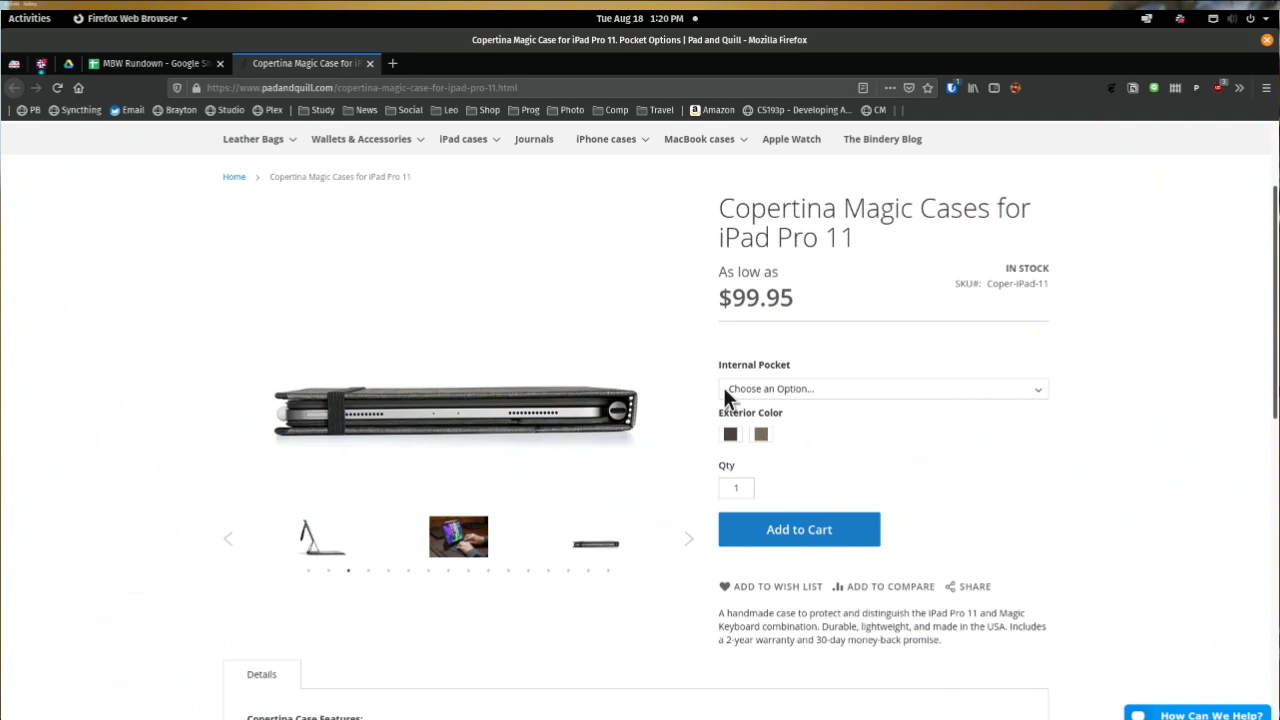 Activities
Firefox Web Browser
Tue Aug 18 1:20 PM
Copertina Magic Case for iPad Pro 11. Pocket Options | Pad and Quill - Mozilla Firefox
MBW Rundown - Google Sh
Copertina Magic Case for iP
https://www.padandquill.com/copertina-magic-case-for-ipad-pro-11.html
PB Syncthing Email Brayton Studio Plex Study News Social Leo Shop Prog Photo Comp Travel Amazon CS193p - Developing A... CM
Leather Bags Wallets & Accessories iPad cases Journals iPhone cases MacBook cases Apple Watch The Bindery Blog
Home > Copertina Magic Cases for iPad Pro 11
Copertina Magic Cases for
iPad Pro 11
As low as
$99.95
IN STOCK
SKU#: Coper-iPad-11
Internal Pocket
Choose an Option...
Exterior Color
Qty
1
Add to Cart
ADD TO WISH LIST ADD TO COMPARE SHARE
A handmade case to protect and distinguish the iPad Pro 11 and Magic
Keyboard combination. Durable, lightweight, and made in the USA. Includes
a 2-year warranty and 30-day money-back promise.
Details
Copertina Case Features:
How Can We Help?